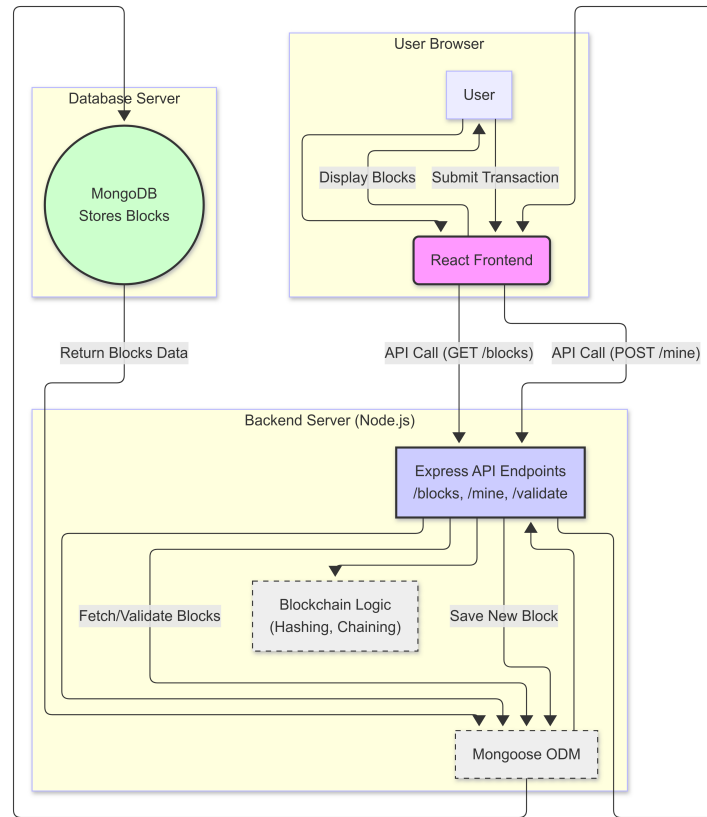 User Browser
User
Database Server
Display Blocks
Submit Transaction
MongoDB
Stores Blocks
React Frontend
Return Blocks Data
API Call (GET /blocks)
API Call (POST /mine)
Backend Server (Node.js)
Express API Endpoints
/blocks, /mine, /validate
Blockchain Logic
(Hashing, Chaining)
Fetch/Validate Blocks
Save New Block
Mongoose ODM